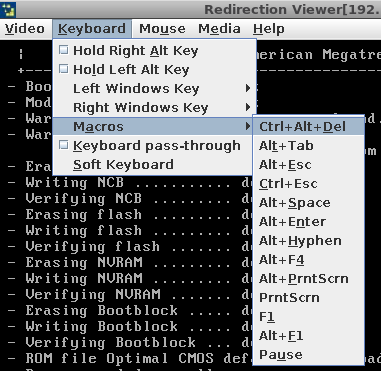 Redirection Viewer[192.
Video Keyboard Mouse Media Help
Hold Right Alt Key
merican Megatre
Hold Left Alt Key
Left Windows Key
- Boo
Right Windows Key
- Mod
Macros
- War
Ctrl+Alt+Del
Keyboard pass-through
- War
Alt+Tab
Soft Keyboard
om
- Eras
Alt+Esc
- Writing NCB ........... do
Ctrl+Esc
- Verifying NCB ......... do
Alt+Space
- Erasing flash ......... do
Alt+Enter
- Writing flash ......... do
Alt+Hyphen
- Verifying flash ....... do
Alt+F4
- Erasing NVRAM ......... do
Alt+PrntScrn
- Writing NVRAM ......... do
PrntScrn
- Verifying NVRAM ....... do
F1
- Erasing Bootblock ..... do
Alt+F1
- Writing Bootblock ..... do
Pause
- Verifying Bootblock ... do
- ROM file Optimal CMOS def
oad